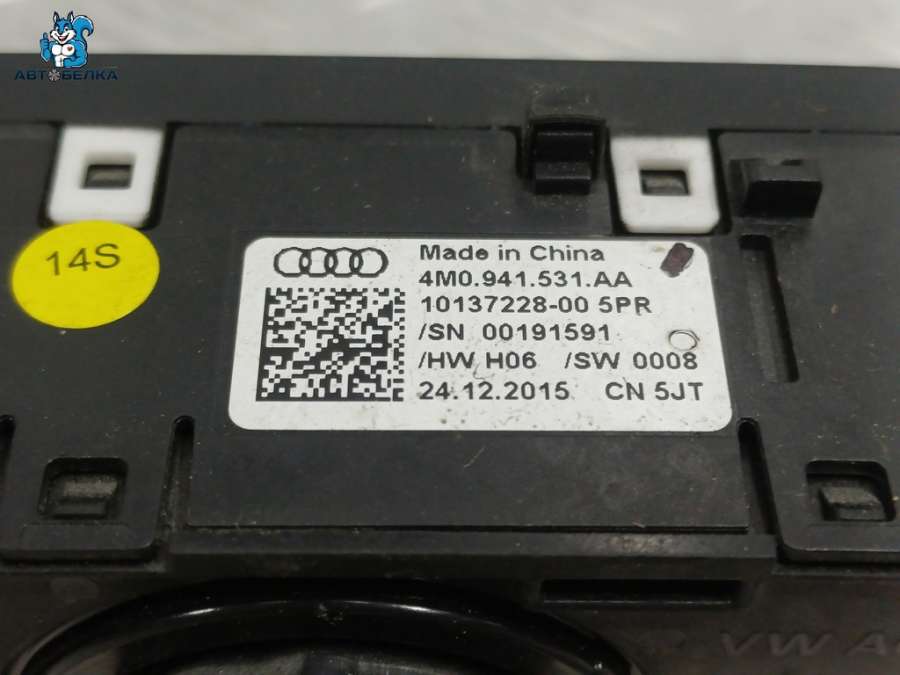 АВТОБЕЛКА
14S
Made in China
4M0.941.531.AA
10137228-00 5PR
/SN 00191591
/HW H06 /SW 0008
24.12.2015 CN 5JT
VW A